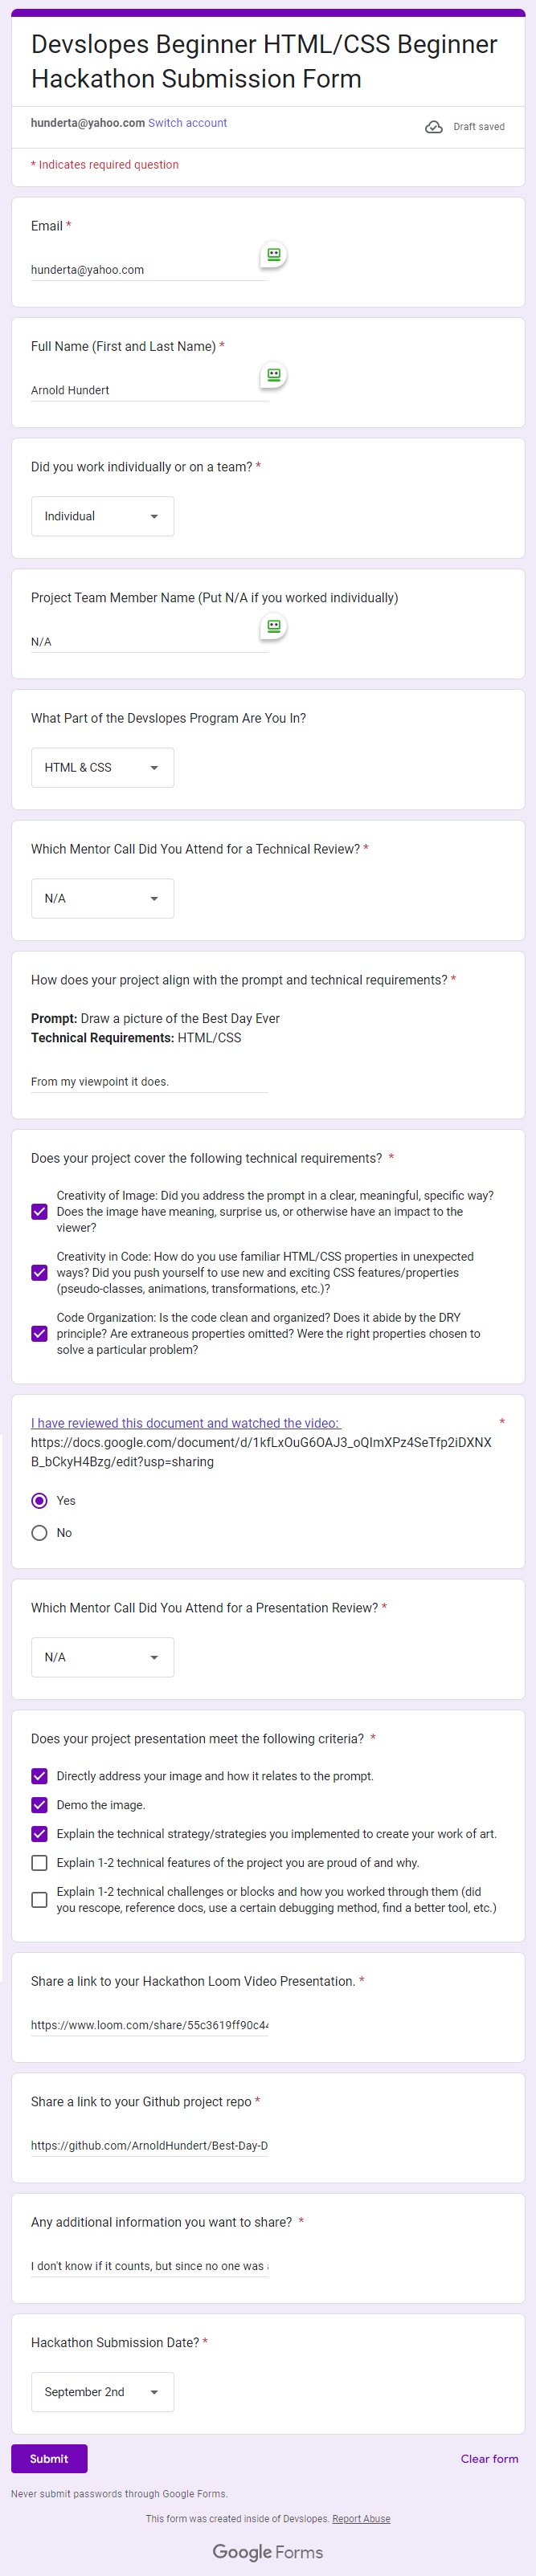 Devslopes Beginner HTML/CSS Beginner
Hackathon Submission Form
hunderta@yahoo.com Switch account
Draft saved
* Indicates required question
Email *
hunderta@yahoo.com
Full Name (First and Last Name) *
Arnold Hundert
Did you work individually or on a team? *
Individual
Project Team Member Name (Put N/A if you worked individually)
N/A
What Part of the Devslopes Program Are You In?
HTML & CSS
Which Mentor Call Did You Attend for a Technical Review? *
N/A
How does your project align with the prompt and technical requirements? *
Prompt: Draw a picture of the Best Day Ever
Technical Requirements: HTML/CSS
From my viewpoint it does.
Does your project cover the following technical requirements? *
Creativity of Image: Did you address the prompt in a clear, meaningful, specific way?
Does the image have meaning, surprise us, or otherwise have an impact to the
viewer?
Creativity in Code: How do you use familiar HTML/CSS properties in unexpected
ways? Did you push yourself to use new and exciting CSS features/properties
(pseudo-classes, animations, transformations, etc.)?
Code Organization: Is the code clean and organized? Does it abide by the DRY
principle? Are extraneous properties omitted? Were the right properties chosen to
solve a particular problem?
I have reviewed this document and watched the video: *
https://docs.google.com/document/d/1kfLxOuG6OAJ3_oQImXPz4SeTfp2iDXNX
B_bCkyH4Bzg/edit?usp=sharing
Yes
No
Which Mentor Call Did You Attend for a Presentation Review? *
N/A
Does your project presentation meet the following criteria? *
Directly address your image and how it relates to the prompt.
Demo the image.
Explain the technical strategy/strategies you implemented to create your work of art.
Explain 1-2 technical features of the project you are proud of and why.
Explain 1-2 technical challenges or blocks and how you worked through them (did
you rescope, reference docs, use a certain debugging method, find a better tool, etc.)
Share a link to your Hackathon Loom Video Presentation. *
https://www.loom.com/share/55c3619ff90c44
Share a link to your Github project repo *
https://github.com/ArnoldHundert/Best-Day-D
Any additional information you want to share? *
I don't know if it counts, but since no one was
Hackathon Submission Date? *
September 2nd
Submit
Clear form
Never submit passwords through Google Forms.
This form was created inside of Devslopes. Report Abuse
Google Forms